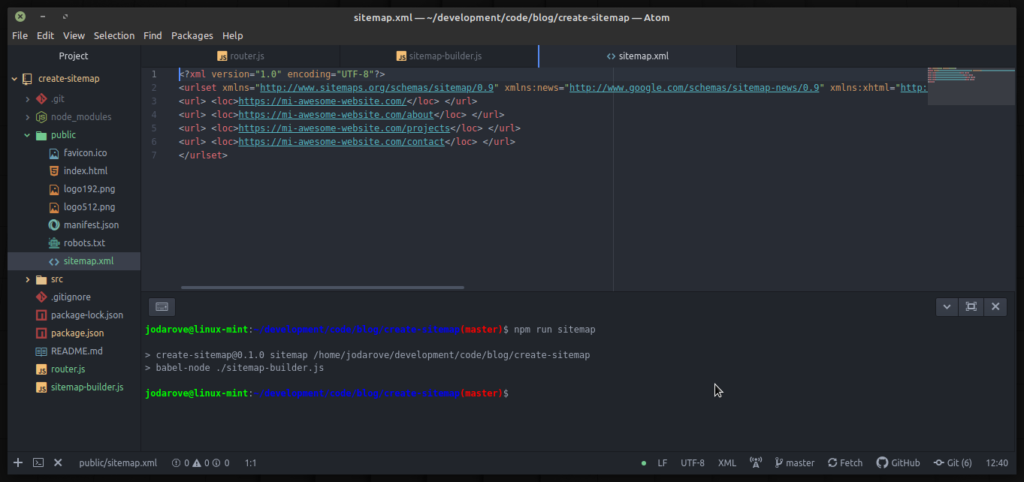 sitemap.xml — ~/development/code/blog/create-sitemap — Atom
File Edit View Selection Find Packages Help
Project
router.js
sitemap-builder.js
sitemap.xml
create-sitemap
.git
node_modules
public
favicon.ico
index.html
logo192.png
logo512.png
manifest.json
robots.txt
sitemap.xml
src
.gitignore
package-lock.json
package.json
README.md
router.js
sitemap-builder.js
1 <?xml version="1.0" encoding="UTF-8"?>
2 <urlset xmlns="http://www.sitemaps.org/schemas/sitemap/0.9" xmlns:news="http://www.google.com/schemas/sitemap-news/0.9" xmlns:xhtml="http:
3 <url> <loc>https://mi-awesome-website.com/</loc> </url>
4 <url> <loc>https://mi-awesome-website.com/about</loc> </url>
5 <url> <loc>https://mi-awesome-website.com/projects</loc> </url>
6 <url> <loc>https://mi-awesome-website.com/contact</loc> </url>
7 </urlset>
jodarove@linux-mint:~/development/code/blog/create-sitemap(master)$ npm run sitemap
> create-sitemap@0.1.0 sitemap /home/jodarove/development/code/blog/create-sitemap
> babel-node ./sitemap-builder.js
jodarove@linux-mint:~/development/code/blog/create-sitemap(master)$
public/sitemap.xml 0 0 0 1:1 LF UTF-8 XML master Fetch GitHub Git (6) 12:40